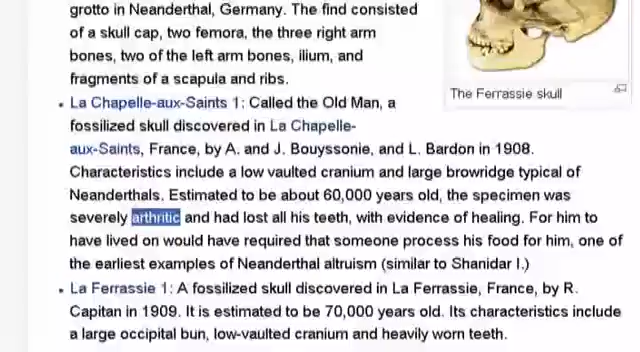 grotto in Neanderthal, Germany. The find consisted
of a skull cap, two femora, the three right arm
bones, two of the left arm bones, ilium, and
fragments of a scapula and ribs.
The Ferrassie skull
La Chapelle-aux-Saints 1: Called the Old Man, a
fossilized skull discovered in La Chapelle-
aux-Saints, France, by A. and J. Bouyssonie, and L. Bardon in 1908.
Characteristics include a low vaulted cranium and large browridge typical of
Neanderthals. Estimated to be about 60,000 years old, the specimen was
severely arthritic and had lost all his teeth, with evidence of healing. For him to
have lived on would have required that someone process his food for him, one of
the earliest examples of Neanderthal altruism (similar to Shanidar I.)
La Ferrassie 1: A fossilized skull discovered in La Ferrassie, France, by R.
Capitan in 1909. It is estimated to be 70,000 years old. Its characteristics include
a large occipital bun, low-vaulted cranium and heavily worn teeth.